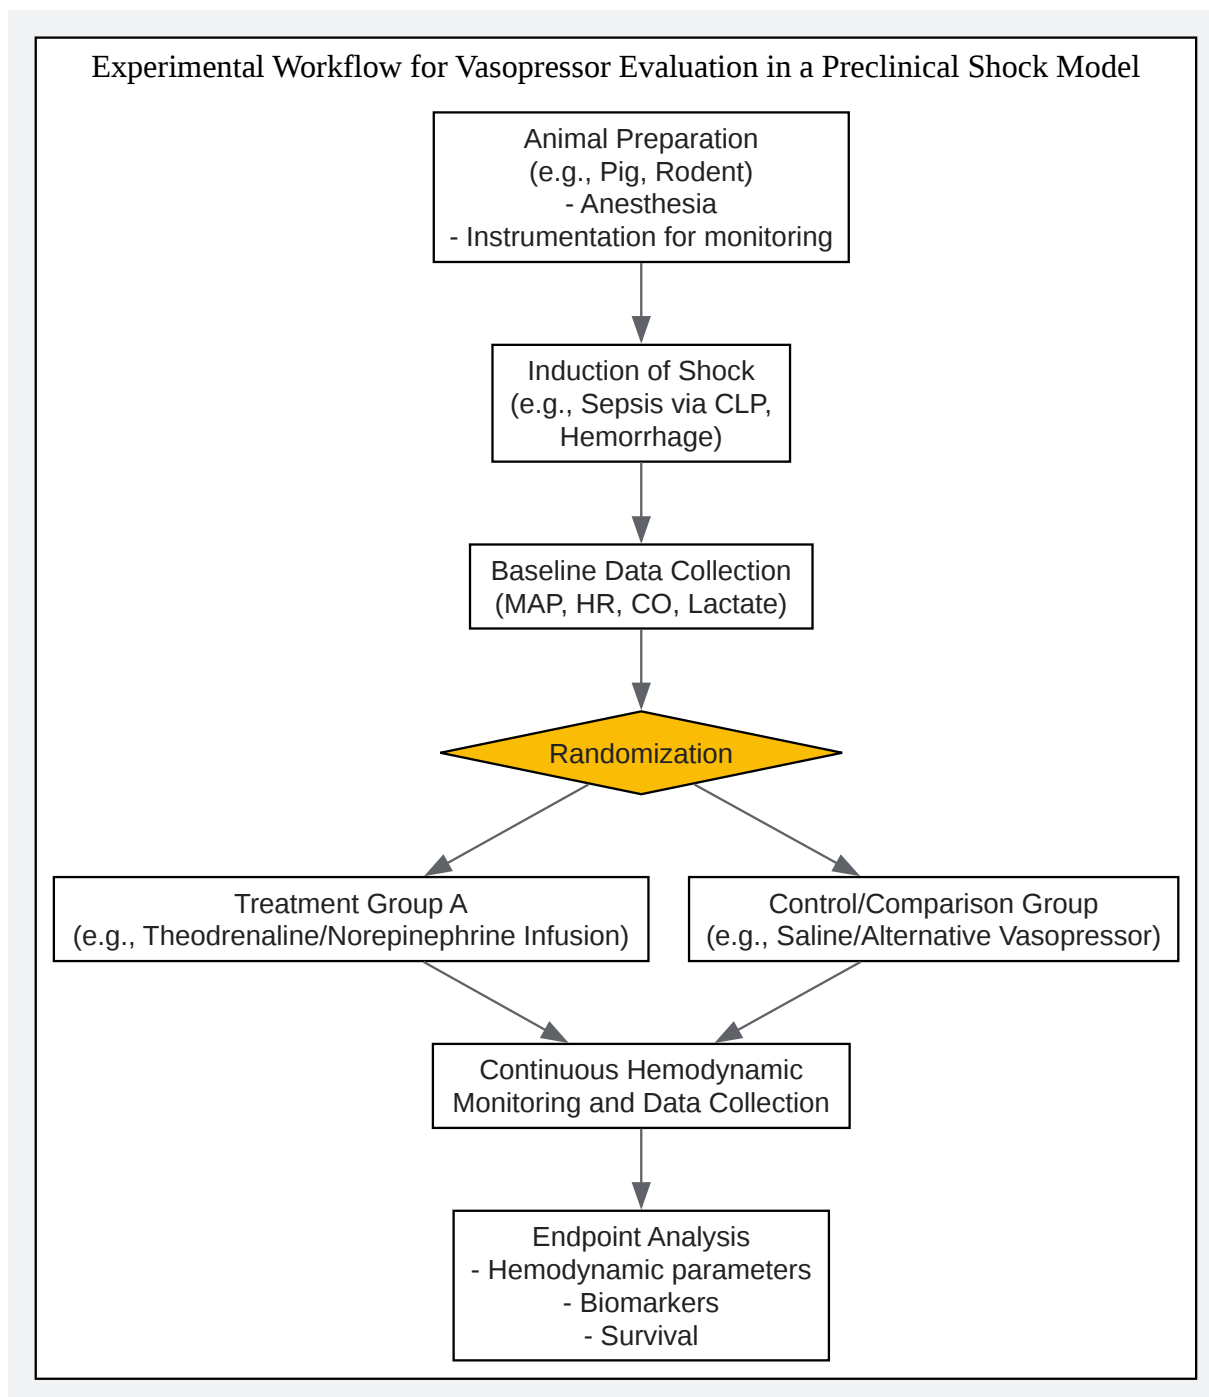 Experimental Workflow for Vasopressor Evaluation in a Preclinical Shock Model
Animal Preparation
(e.g., Pig, Rodent)
- Anesthesia
- Instrumentation for monitoring
Induction of Shock
(e.g., Sepsis via CLP,
Hemorrhage)
Baseline Data Collection
(MAP, HR, CO, Lactate)
Randomization
Treatment Group A
(e.g., Theodrenaline/Norepinephrine Infusion)
Control/Comparison Group
(e.g., Saline/Alternative Vasopressor)
Continuous Hemodynamic
Monitoring and Data Collection
Endpoint Analysis
- Hemodynamic parameters
- Biomarkers
- Survival